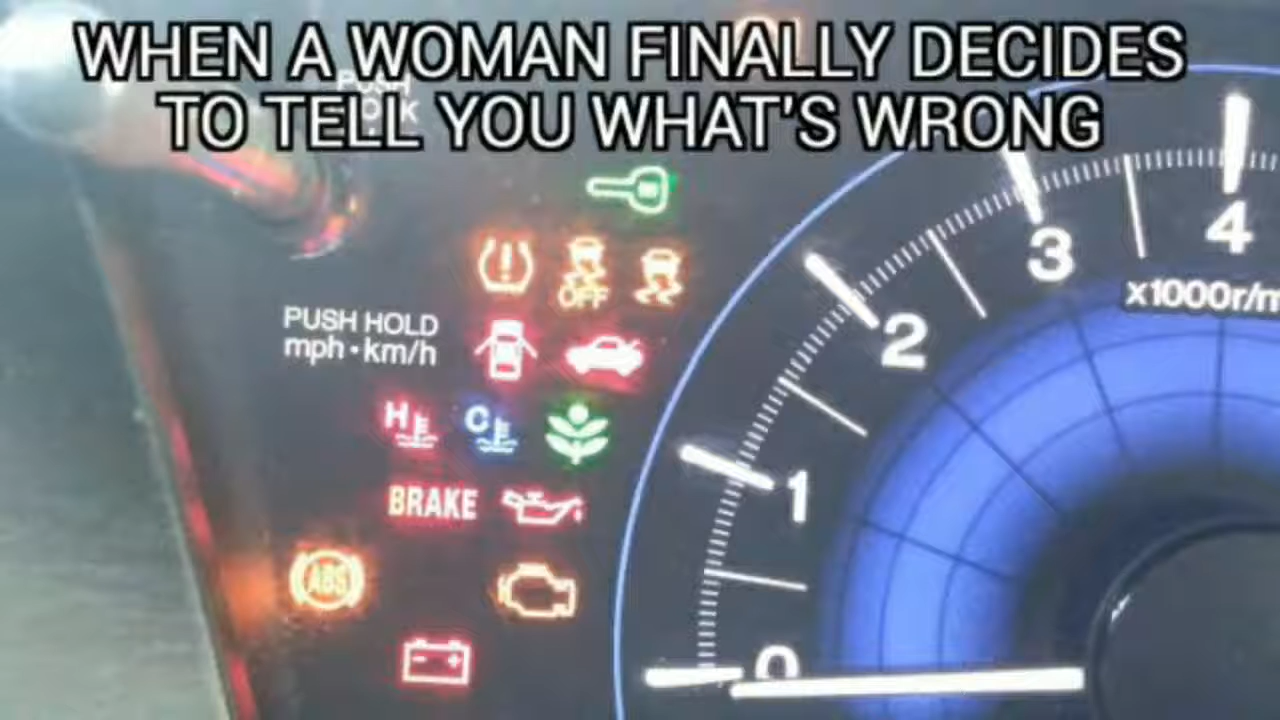 WHEN A WOMAN FINALLY DECIDES
TO TELL YOU WHAT'S WRONG
PUSH
OFF
PUSH HOLD
mph•km/h
H C
BRAKE
ABS
4
3
x1000r/m
2
1
0